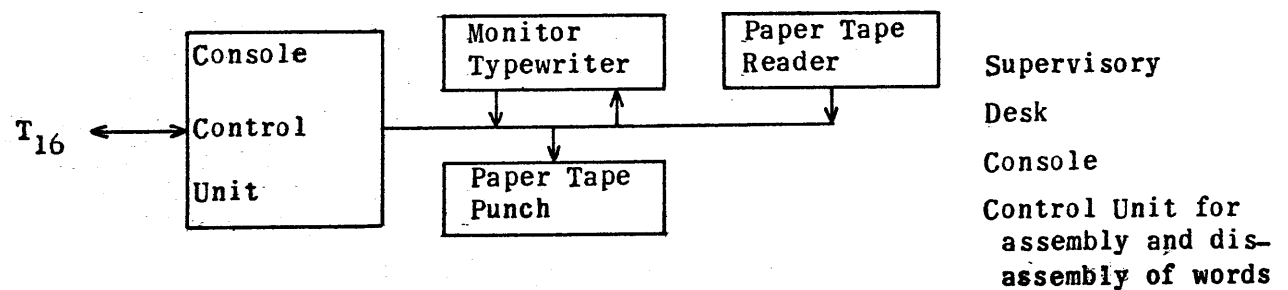 T16
Console
Control
Unit
Monitor
Typewriter
Paper Tape
Punch
Paper Tape
Reader
Supervisory
Desk
Console
Control Unit for
assembly and dis-
assembly of words